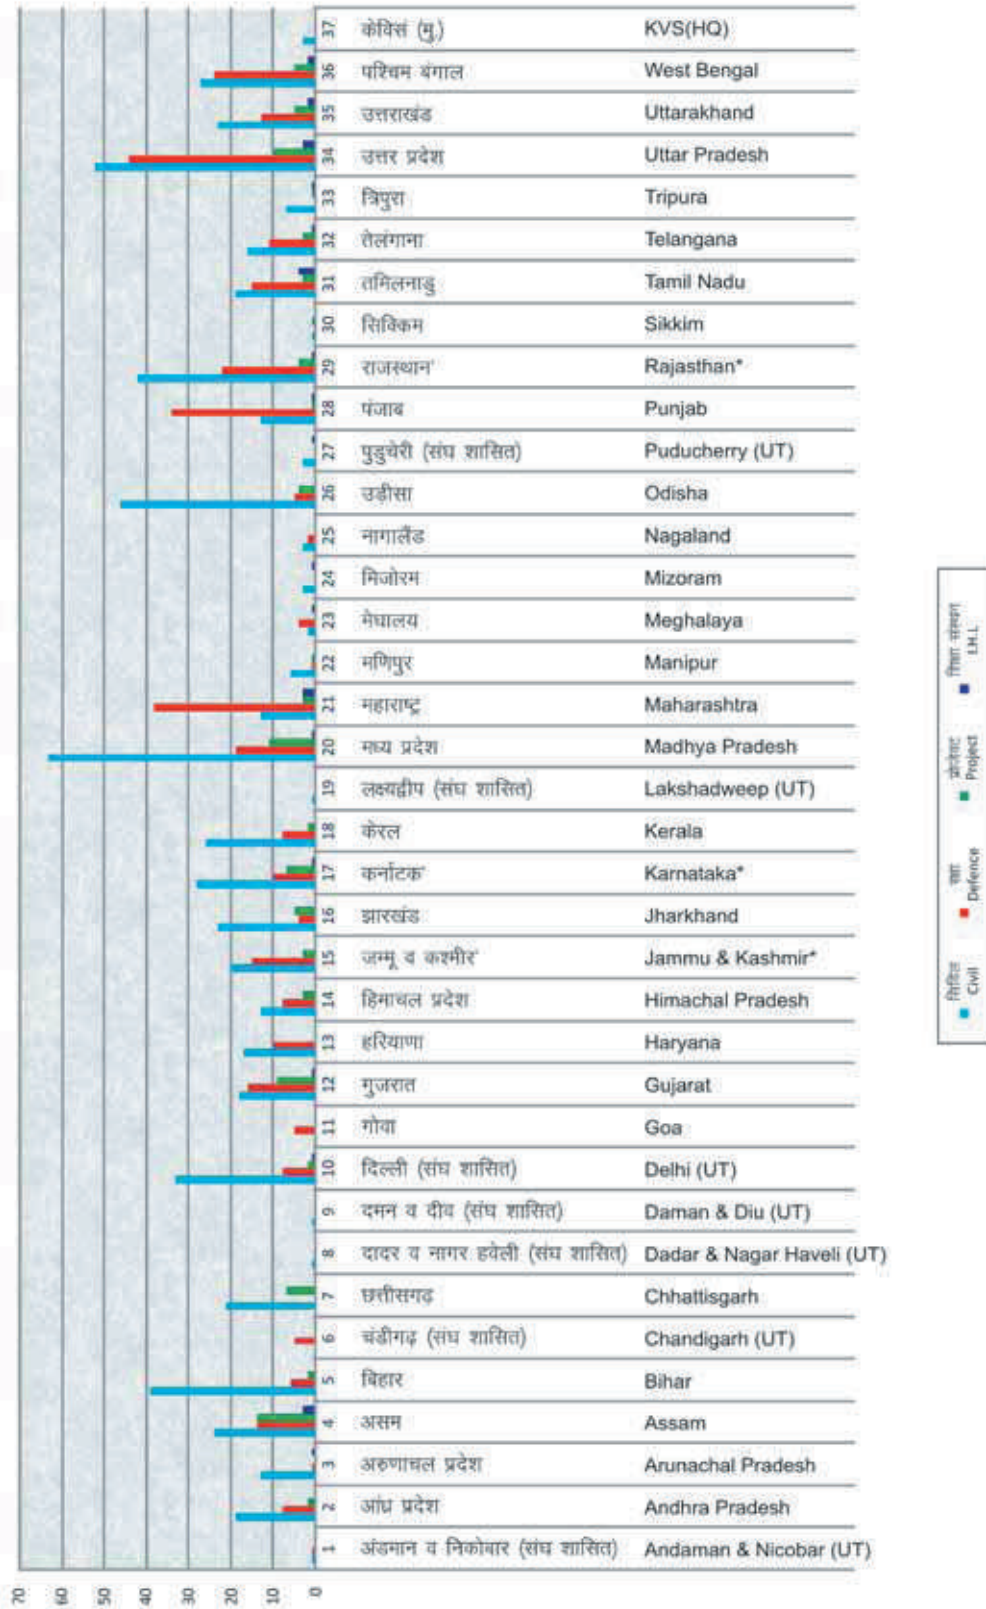 37 केविसं (मु.) KVS(HQ)
36 पश्चिम बंगाल West Bengal
35 उत्तराखंड Uttarakhand
34 उत्तर प्रदेश Uttar Pradesh
33 त्रिपुरा Tripura
32 तेलंगाना Telangana
31 तमिलनाडु Tamil Nadu
30 सिक्किम Sikkim
29 राजस्थान* Rajasthan*
28 पंजाब Punjab
27 पुडुचेरी (संघ शासित) Puducherry (UT)
26 उड़ीसा Odisha
25 नागालैंड Nagaland
24 मिजोरम Mizoram
23 मेघालय Meghalaya
22 मणिपुर Manipur
21 महाराष्ट्र Maharashtra
20 मध्य प्रदेश Madhya Pradesh
19 लक्ष्यद्वीप (संघ शासित) Lakshadweep (UT)
18 केरल Kerala
17 कर्नाटक* Karnataka*
16 झारखंड Jharkhand
15 जम्मू व कश्मीर* Jammu & Kashmir*
14 हिमाचल प्रदेश Himachal Pradesh
13 हरियाणा Haryana
12 गुजरात Gujarat
11 गोवा Goa
10 दिल्ली (संघ शासित) Delhi (UT)
9 दमन व दीव (संघ शासित) Daman & Diu (UT)
8 दादर व नागर हवेली (संघ शासित) Dadar & Nagar Haveli (UT)
7 छत्तीसगढ़ Chhattisgarh
6 चंडीगढ़ (संघ शासित) Chandigarh (UT)
5 बिहार Bihar
4 असम Assam
3 अरुणाचल प्रदेश Arunachal Pradesh
2 आंध्र प्रदेश Andhra Pradesh
1 अंडमान व निकोबार (संघ शासित) Andaman & Nicobar (UT)
70 60 50 40 30 20 10 0
सिविल रक्षा प्रोजेक्ट शिक्षा संस्थान
Civil Defence Project I.H.L